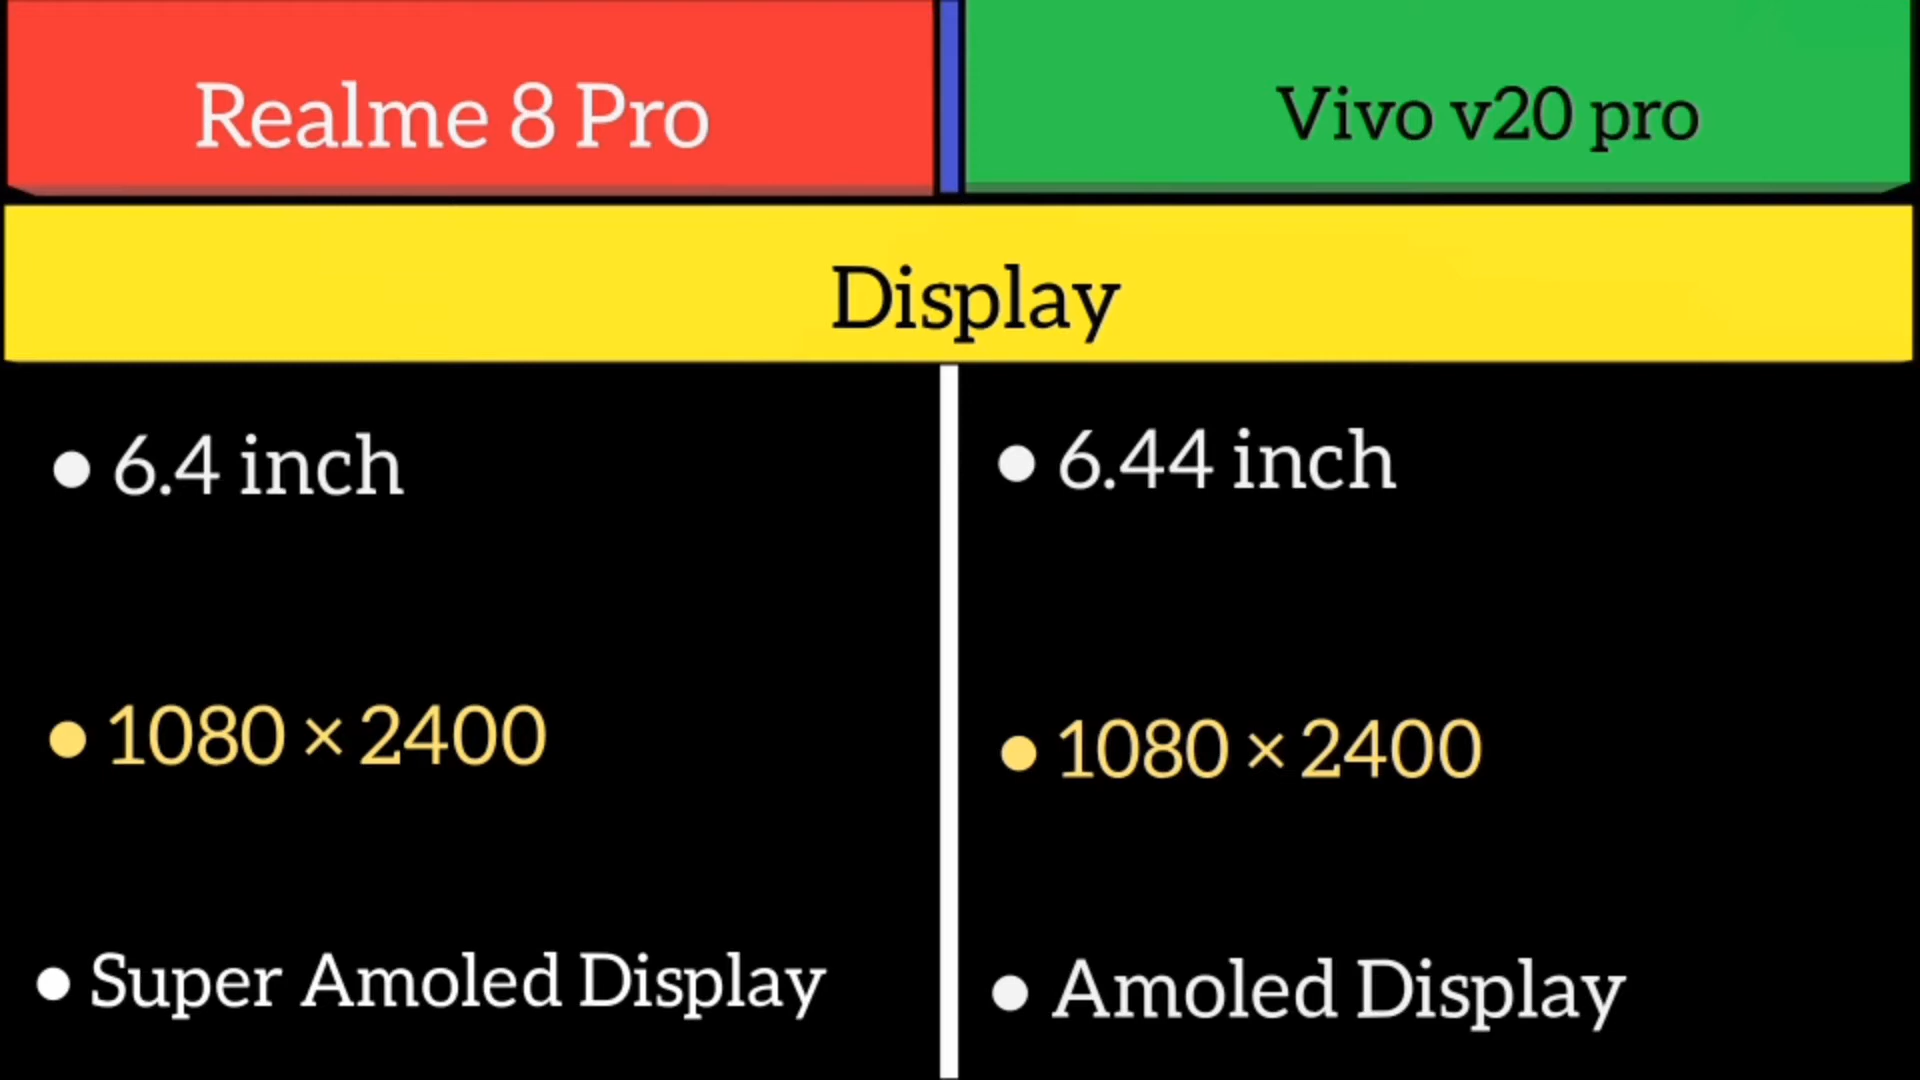 Realme 8 Pro
Vivo v20 pro
Display
● 6.4 inch
● 6.44 inch
● 1080 × 2400
● 1080 × 2400
● Super Amoled Display
● Amoled Display